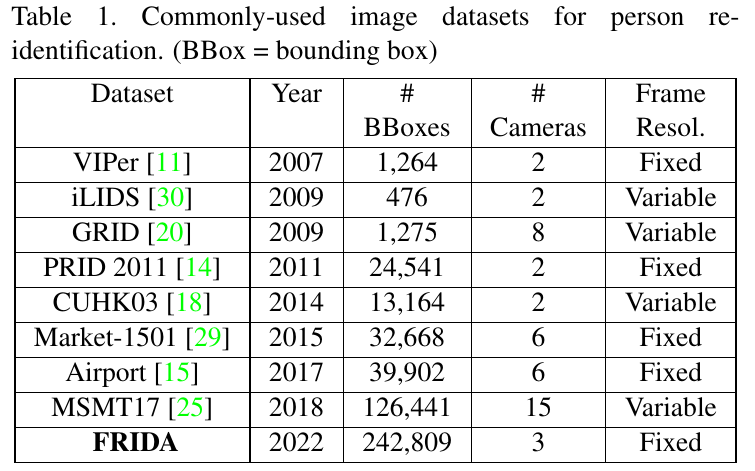 Table 1. Commonly-used image datasets for person re-
identification. (BBox = bounding box)
Dataset Year # # Frame
BBoxes Cameras Resol.
VIPer [11] 2007 1,264 2 Fixed
iLIDS [30] 2009 476 2 Variable
GRID [20] 2009 1,275 8 Variable
PRID 2011 [14] 2011 24,541 2 Fixed
CUHK03 [18] 2014 13,164 2 Variable
Market-1501 [29] 2015 32,668 6 Fixed
Airport [15] 2017 39,902 6 Fixed
MSMT17 [25] 2018 126,441 15 Variable
FRIDA 2022 242,809 3 Fixed